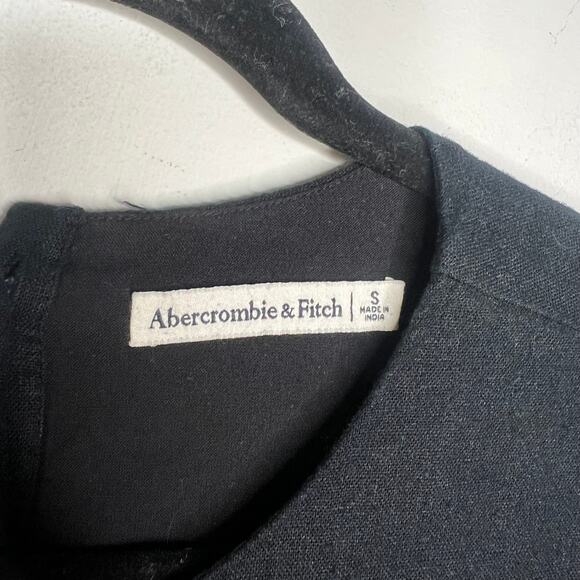 Abercrombie & Fitch | S
MADE IN
INDIA